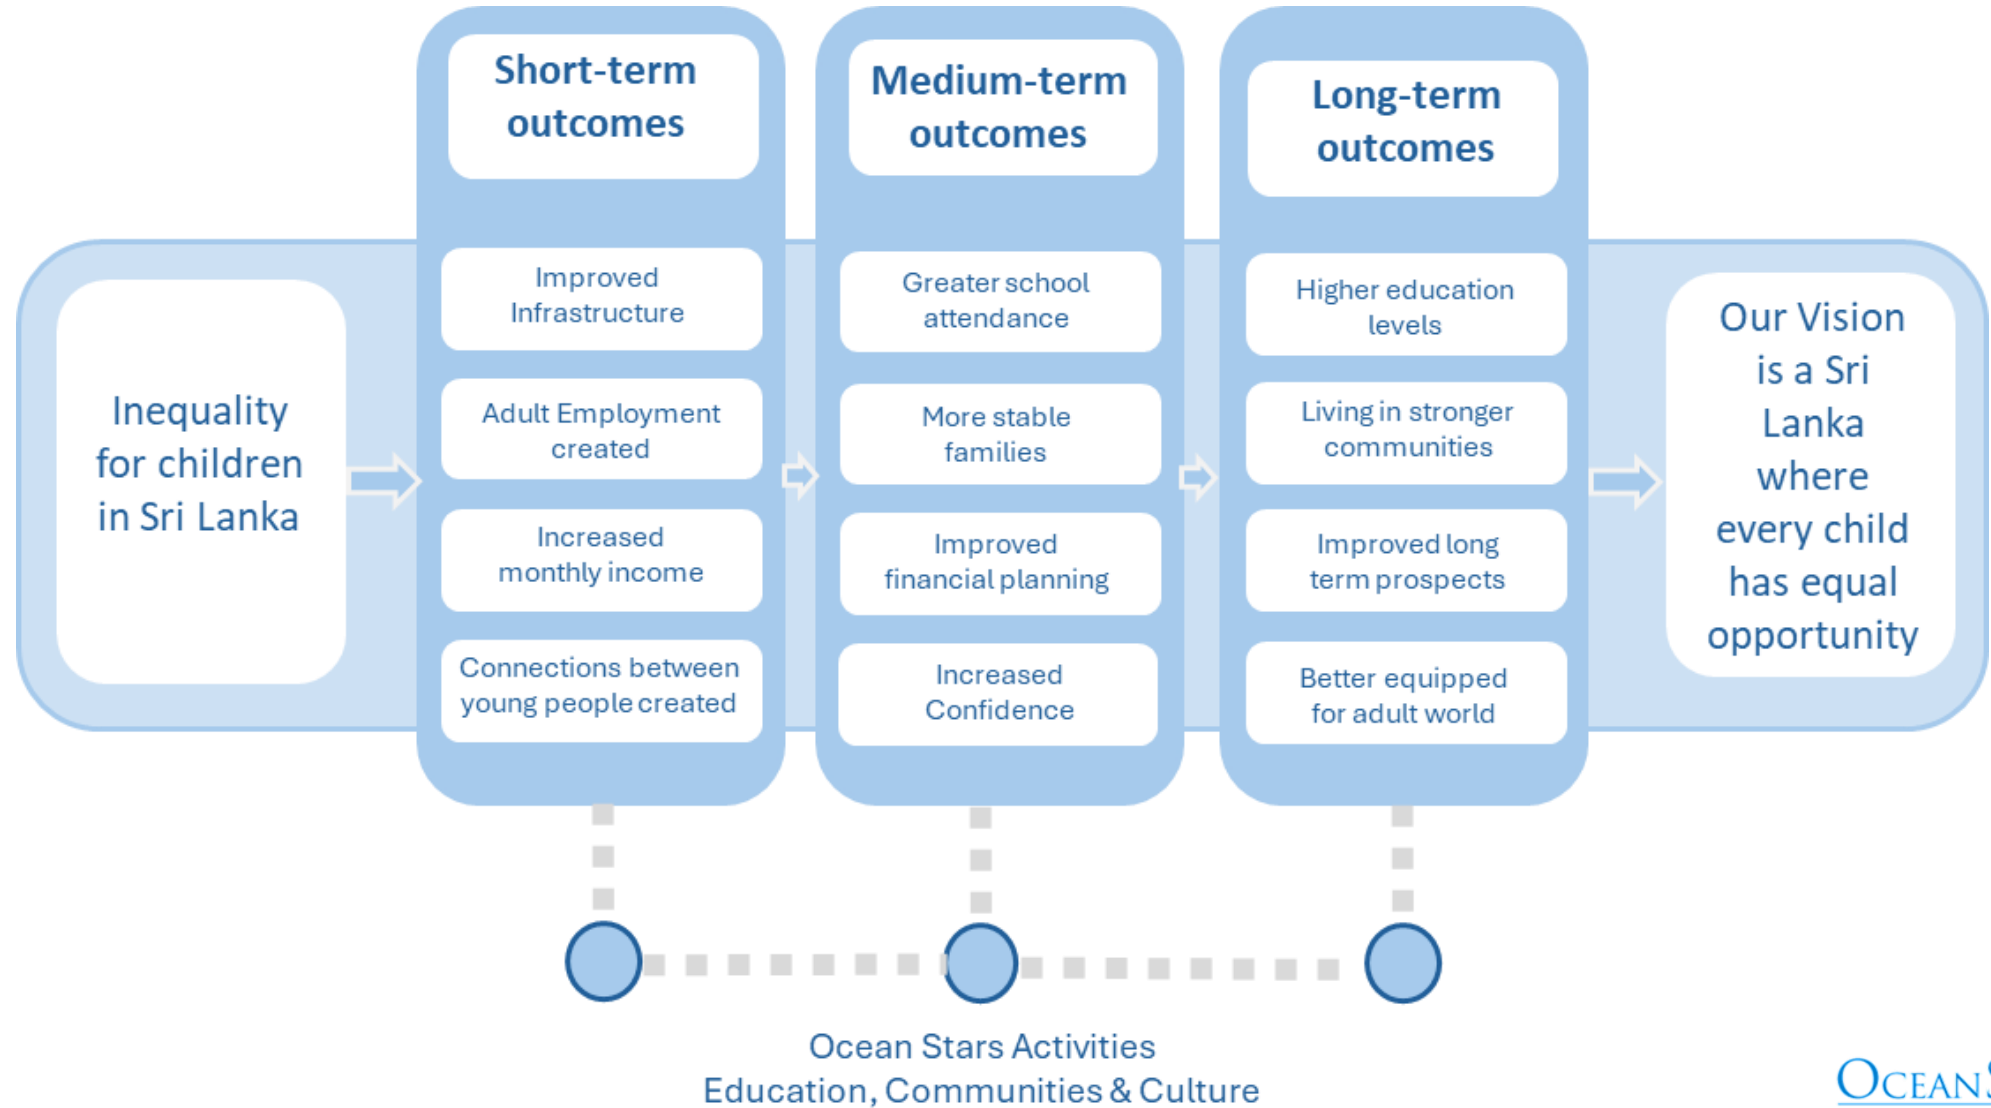 Short-term
outcomes
Medium-term
outcomes
Long-term
outcomes
Inequality
for children
in Sri Lanka
Improved
Infrastructure
Adult Employment
created
Increased
monthly income
Connections between
young people created
Greater school
attendance
More stable
families
Improved
financial planning
Increased
Confidence
Higher education
levels
Living in stronger
communities
Improved long
term prospects
Better equipped
for adult world
Our Vision
is a Sri
Lanka
where
every child
has equal
opportunity
Ocean Stars Activities
Education, Communities & Culture
OCEAN